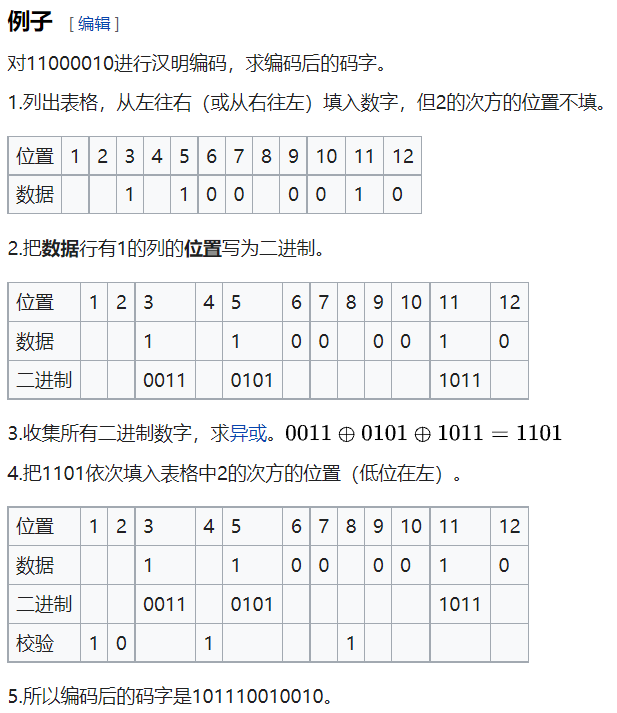 例子 [ 编辑 ]
对11000010进行汉明编码，求编码后的码字。
1.列出表格，从左往右（或从右往左）填入数字，但2的次方的位置不填。
位置 1 2 3 4 5 6 7 8 9 10 11 12
数据 1 1 0 0 0 0 1 0
2.把数据行有1的列的位置写为二进制。
位置 1 2 3 4 5 6 7 8 9 10 11 12
数据 1 1 0 0 0 0 1 0
二进制 0011 0101 1011
3.收集所有二进制数字，求异或。0011 ⊕ 0101 ⊕ 1011 = 1101
4.把1101依次填入表格中2的次方的位置（低位在左）。
位置 1 2 3 4 5 6 7 8 9 10 11 12
数据 1 1 0 0 0 0 1 0
二进制 0011 0101 1011
校验 1 0 1 1
5.所以编码后的码字是101110010010。